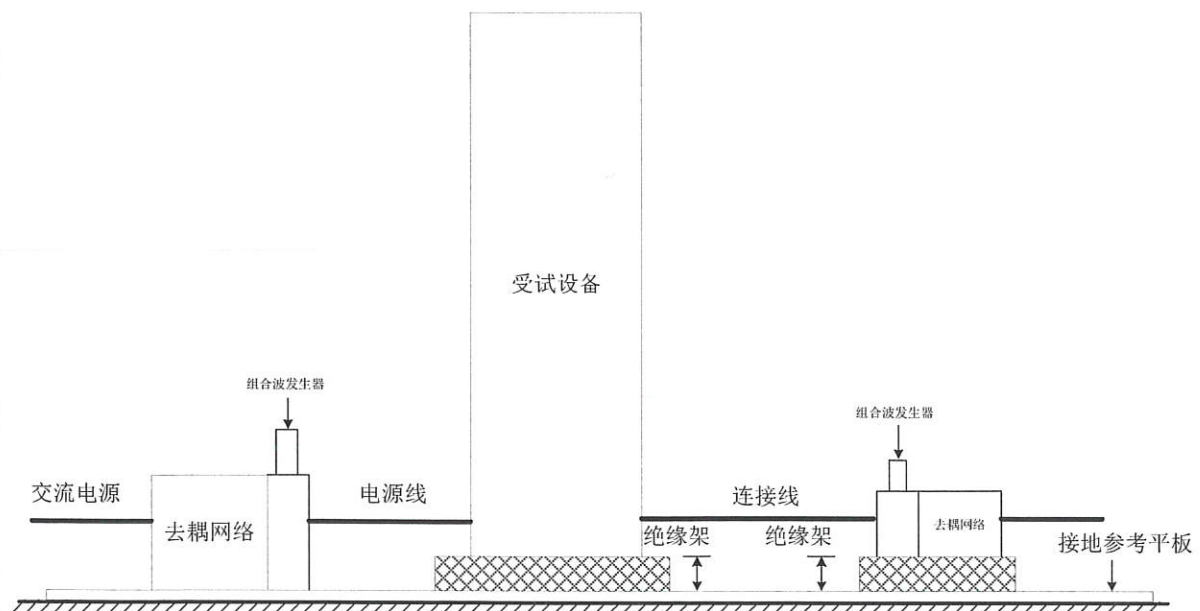 受试设备
组合波发生器
组合波发生器
交流电源
电源线
连接线
去耦网络
去耦网络
绝缘架
绝缘架
接地参考平板